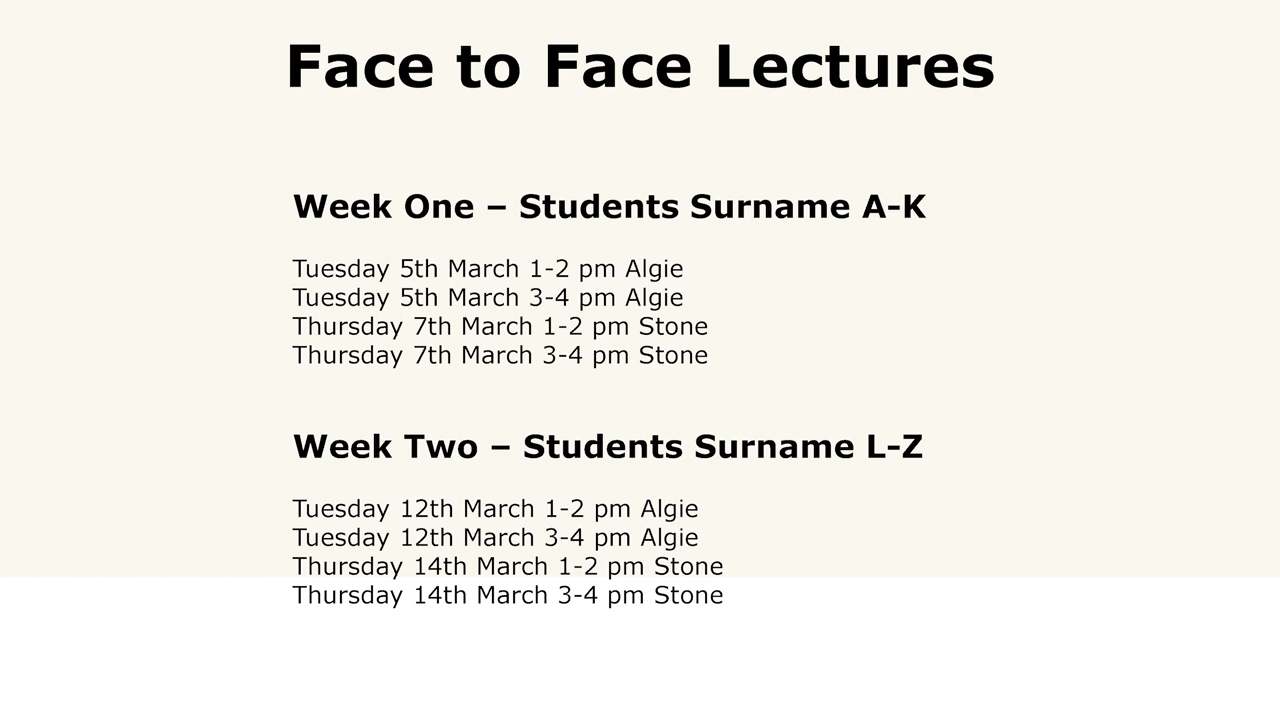 Face to Face Lectures
Week One – Students Surname A-K
Tuesday 5th March 1-2 pm Algie
Tuesday 5th March 3-4 pm Algie
Thursday 7th March 1-2 pm Stone
Thursday 7th March 3-4 pm Stone
Week Two – Students Surname L-Z
Tuesday 12th March 1-2 pm Algie
Tuesday 12th March 3-4 pm Algie
Thursday 14th March 1-2 pm Stone
Thursday 14th March 3-4 pm Stone